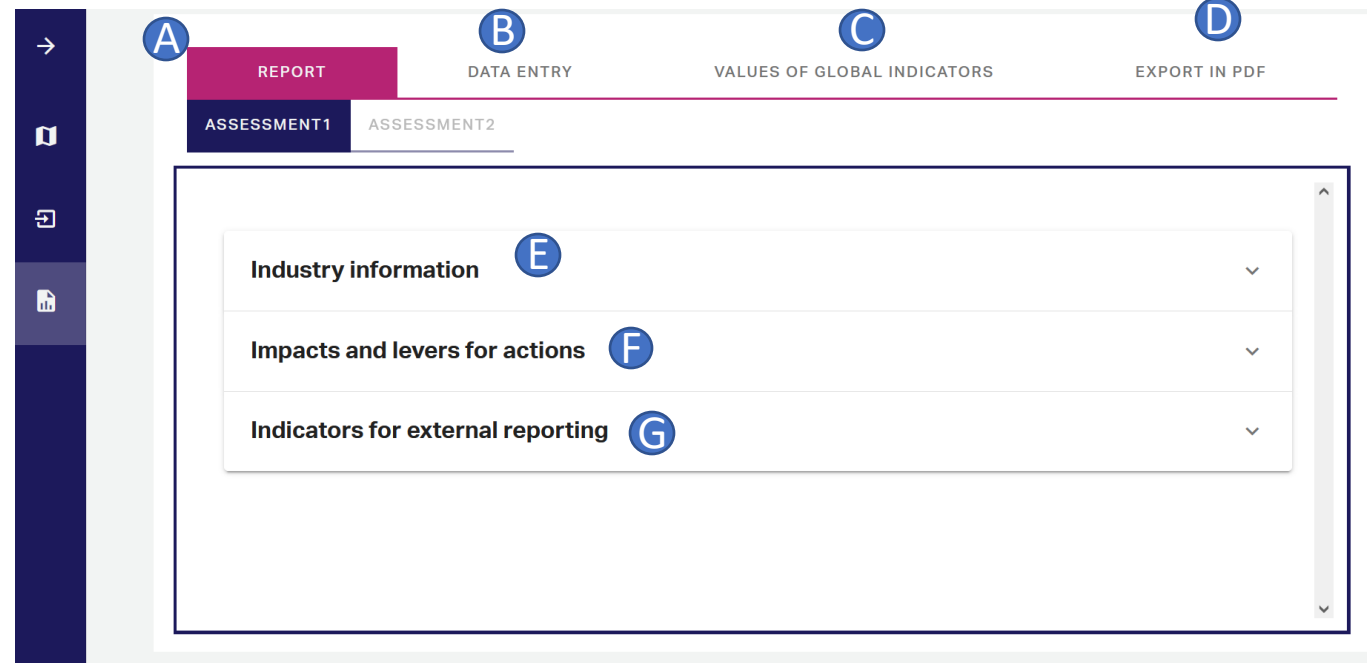 A
B
C
D
REPORT DATA ENTRY VALUES OF GLOBAL INDICATORS EXPORT IN PDF
ASSESSMENT1 ASSESSMENT2
Industry information E
Impacts and levers for actions F
Indicators for external reporting G